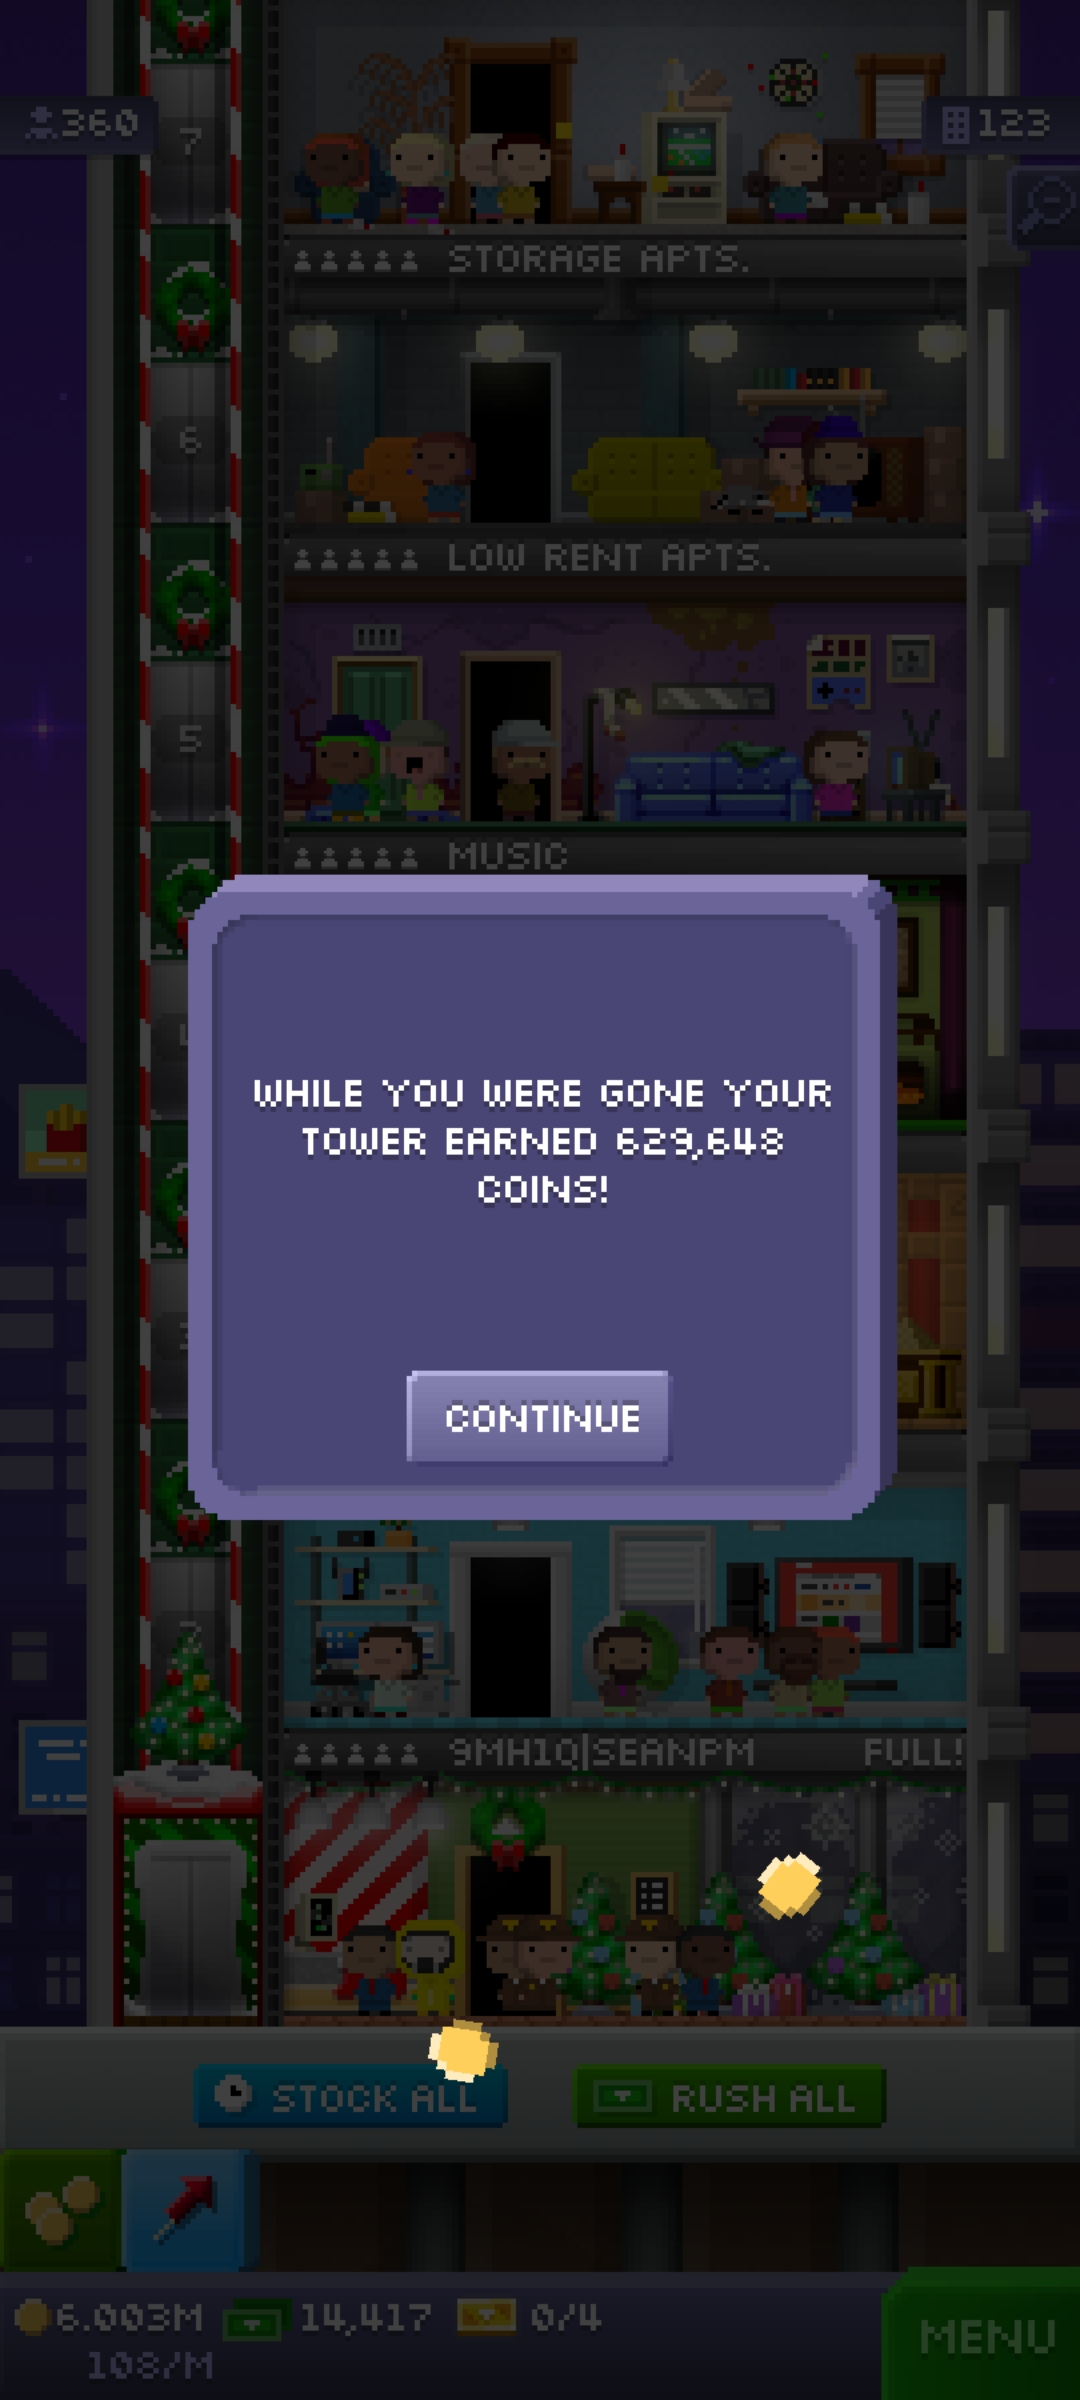 360
123
7
STORAGE APTS.
6
LOW RENT APTS.
5
MUSIC
WHILE YOU WERE GONE YOUR
TOWER EARNED 629,648
COINS!
CONTINUE
9MH1Q|SEANPM FULL!
STOCK ALL
RUSH ALL
6.003M 14,417 0/4
108/M
MENU